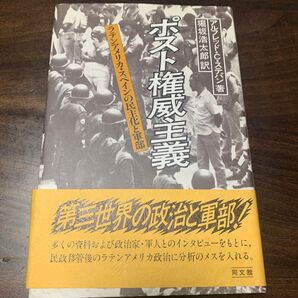 アルフレッド・C・ステパン著
堀坂浩太郎訳
ポスト権威主義
ラテンアメリカ・スペインの民主化と軍部
第三世界の政治と軍部！
多くの資料および政治家・軍人とのインタビューをもとに、
民政移管後のラテンアメリカ政治に分析のメスを入れる。
同文舘